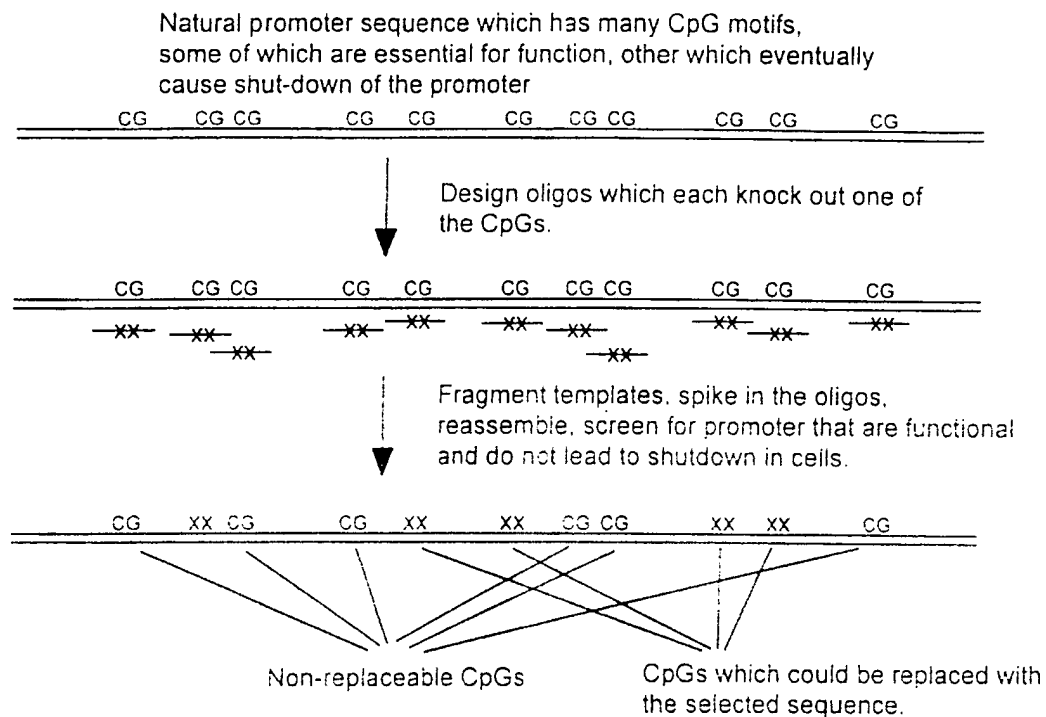 Natural promoter sequence which has many CpG motifs,
some of which are essential for function, other which eventually
cause shut-down of the promoter
CG CG CG CG CG CG CG CG CG CG CG
Design oligos which each knock out one of
the CpGs.
CG CG CG CG CG CG CG CG CG CG CG
XX XX XX XX XX XX XX XX XX XX XX
Fragment templates, spike in the oligos,
reassemble, screen for promoter that are functional
and do not lead to shutdown in cells.
CG XX CG CG XX XX CG CG XX XX CG
Non-replaceable CpGs
CpGs which could be replaced with
the selected sequence.